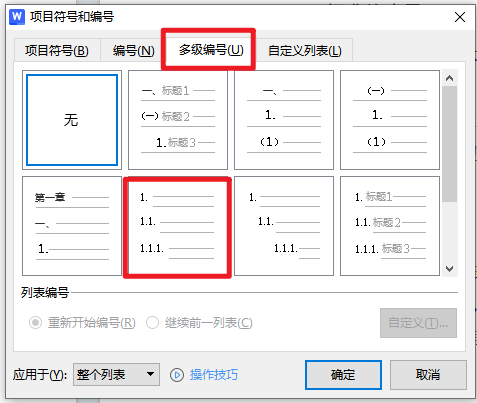 W 项目符号和编号
项目符号(B) 编号(N) 多级编号(U) 自定义列表(L)
无
一、标题1
(一) 标题2
1. 标题3
一、
1.
(1)
(一)
1.
(1)
第一章
一、
1.
1.
1.1.
1.1.1.
1.
1.1.
1.1.1.
1. 标题1
1.1. 标题2
1.1.1. 标题3
列表编号
重新开始编号(R) 继续前一列表(C) 自定义(T)...
应用于(Y): 整个列表 操作技巧 确定 取消